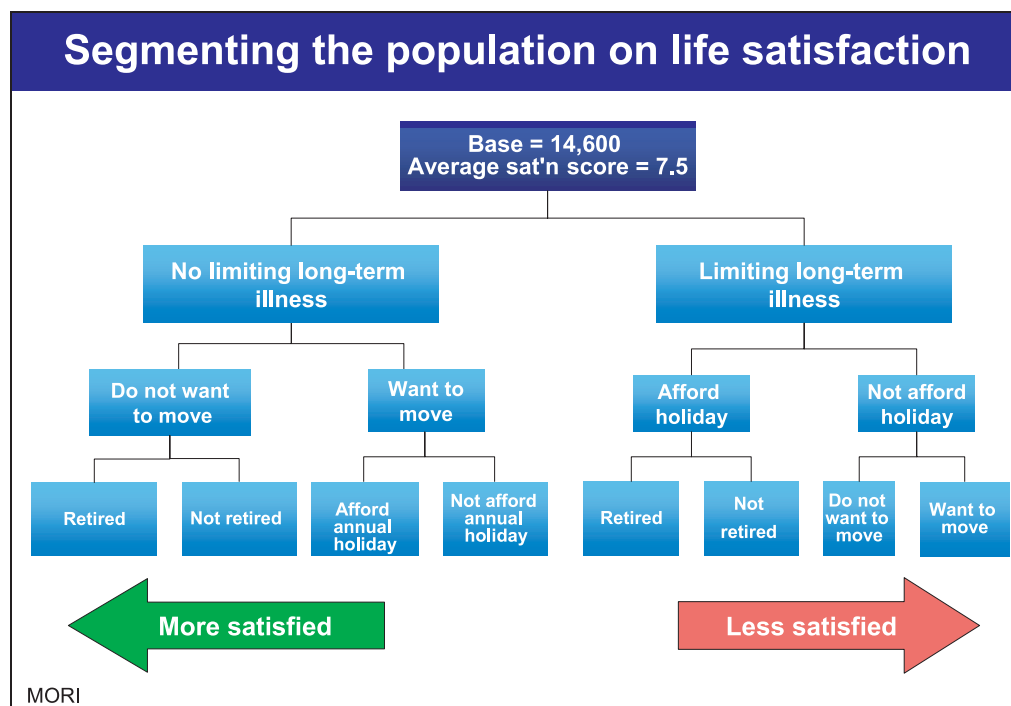 Segmenting the population on life satisfaction
Base = 14,600
Average sat'n score = 7.5
No limiting long-term
illness
Limiting long-term
illness
Do not want
to move
Want to
move
Afford
holiday
Not afford
holiday
Retired
Not retired
Afford
annual
holiday
Not afford
annual
holiday
Retired
Not
retired
Do not
want to
move
Want to
move
More satisfied
Less satisfied
MORI